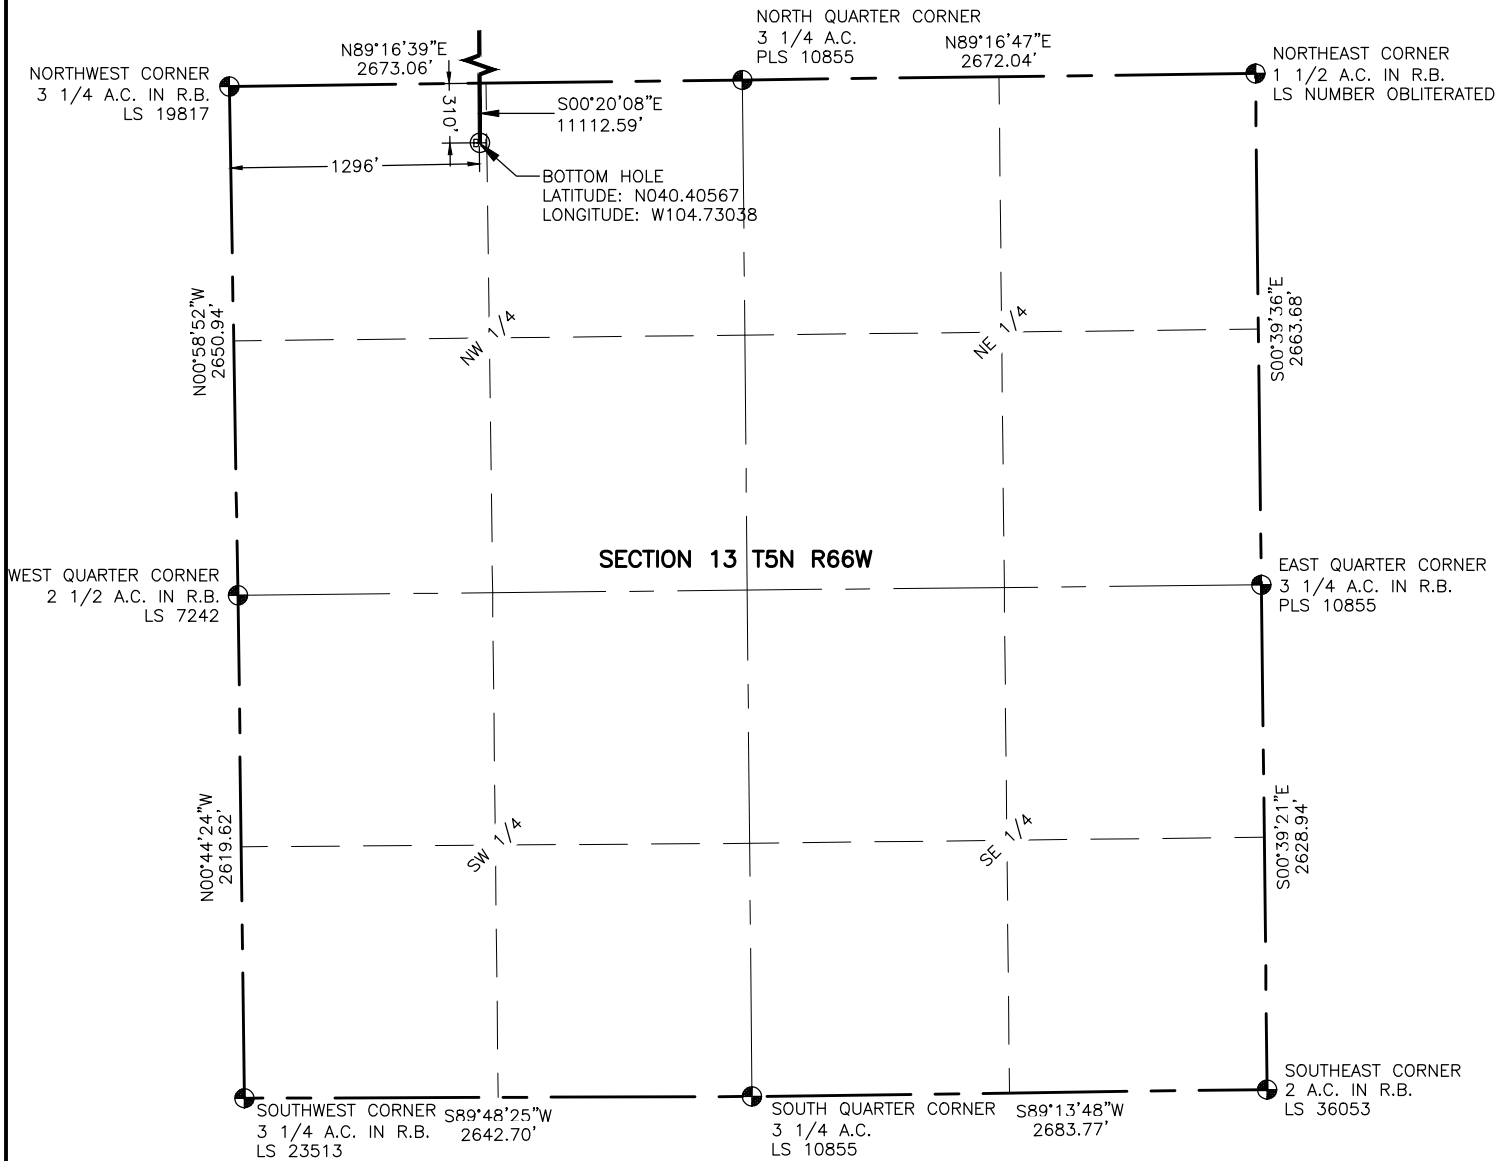 NORTH QUARTER CORNER
3 1/4 A.C.
PLS 10855
N89°16'39"E
2673.06'
N89°16'47"E
2672.04'
NORTHWEST CORNER
3 1/4 A.C. IN R.B.
LS 19817
NORTHEAST CORNER
1 1/2 A.C. IN R.B.
LS NUMBER OBLITERATED
310'
S00°20'08"E
11112.59'
1296'
BH
BOTTOM HOLE
LATITUDE: N040.40567
LONGITUDE: W104.73038
N00°58'52"W
2650.94'
NW 1/4
NE 1/4
S00°39'36"E
2663.68'
SECTION 13 T5N R66W
WEST QUARTER CORNER
2 1/2 A.C. IN R.B.
LS 7242
EAST QUARTER CORNER
3 1/4 A.C. IN R.B.
PLS 10855
N00°44'24"W
2619.62'
SW 1/4
SE 1/4
S00°39'21"E
2628.94'
SOUTHWEST CORNER
3 1/4 A.C. IN R.B.
LS 23513
S89°48'25"W
2642.70'
SOUTH QUARTER CORNER
3 1/4 A.C.
LS 10855
S89°13'48"W
2683.77'
SOUTHEAST CORNER
2 A.C. IN R.B.
LS 36053